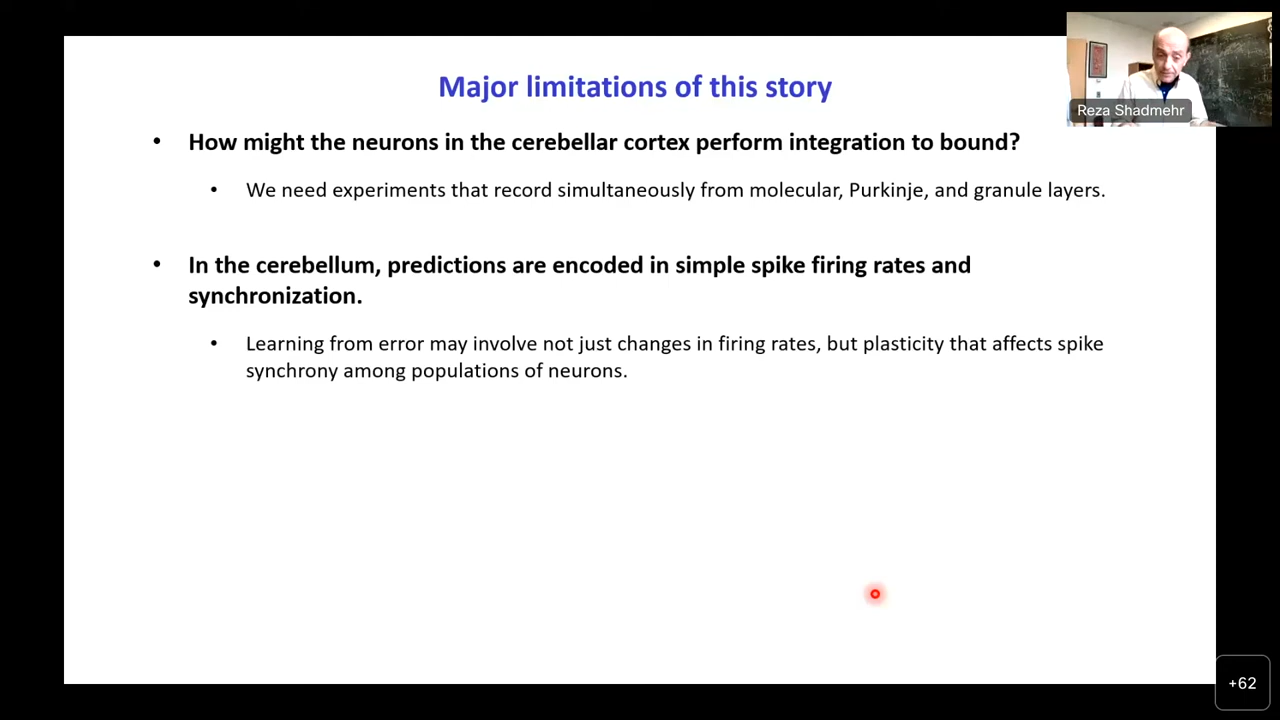 Major limitations of this story
Reza Shadmehr
• How might the neurons in the cerebellar cortex perform integration to bound?
• We need experiments that record simultaneously from molecular, Purkinje, and granule layers.
• In the cerebellum, predictions are encoded in simple spike firing rates and
synchronization.
• Learning from error may involve not just changes in firing rates, but plasticity that affects spike
synchrony among populations of neurons.
+62